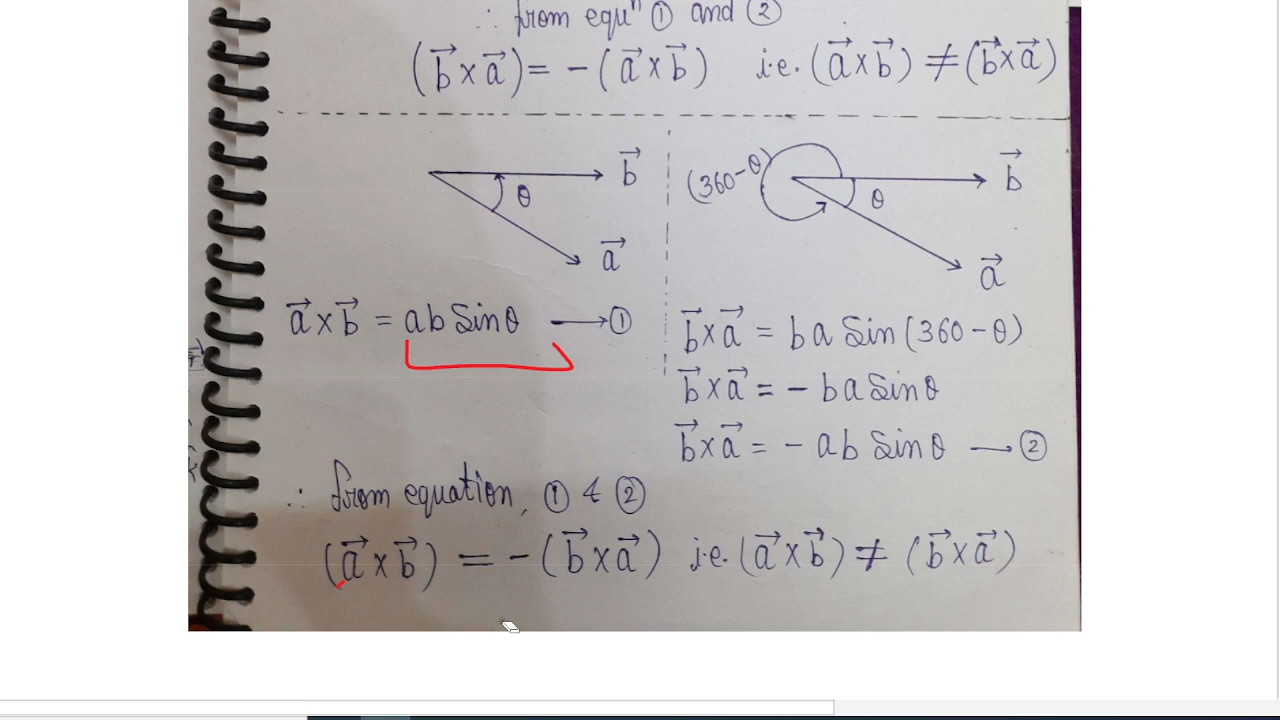 ∴ from equⁿ ① and ②
(b⃗ × a⃗) = − (a⃗ × b⃗) i.e. (a⃗ × b⃗) ≠ (b⃗ × a⃗)
b⃗
θ
a⃗
(360 − θ)
b⃗
θ
a⃗
a⃗ × b⃗ = ab Sinθ → ①
b⃗ × a⃗ = ba Sin (360 − θ)
b⃗ × a⃗ = − ba Sinθ
b⃗ × a⃗ = − ab Sinθ — ②
∴ from equation, ① & ②
(a⃗ × b⃗) = − (b⃗ × a⃗) i.e. (a⃗ × b⃗) ≠ (b⃗ × a⃗)